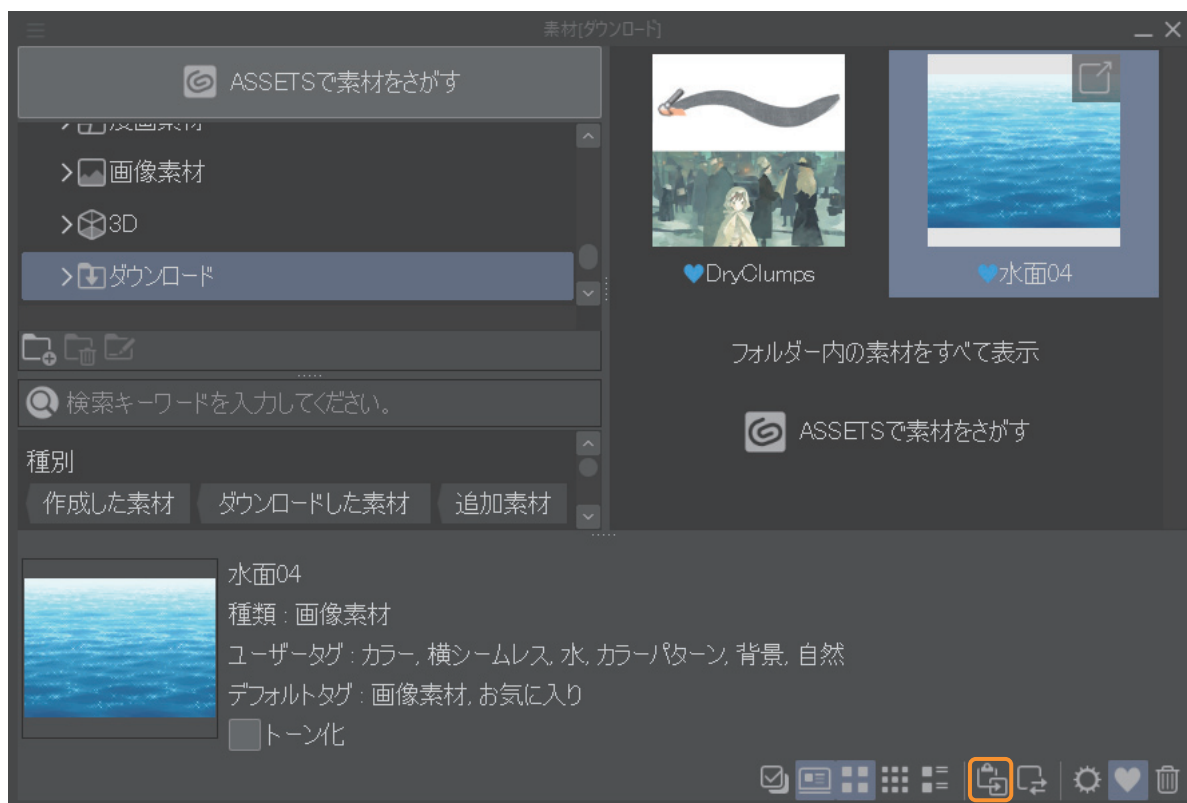 素材[ダウンロード]
ASSETSで素材をさがす
漫画素材
画像素材
3D
ダウンロード
検索キーワードを入力してください。
種別
作成した素材
ダウンロードした素材
追加素材
DryClumps
水面04
フォルダー内の素材をすべて表示
ASSETSで素材をさがす
水面04
種類 : 画像素材
ユーザータグ : カラー, 横シームレス, 水, カラーパターン, 背景, 自然
デフォルトタグ : 画像素材, お気に入り
トーン化